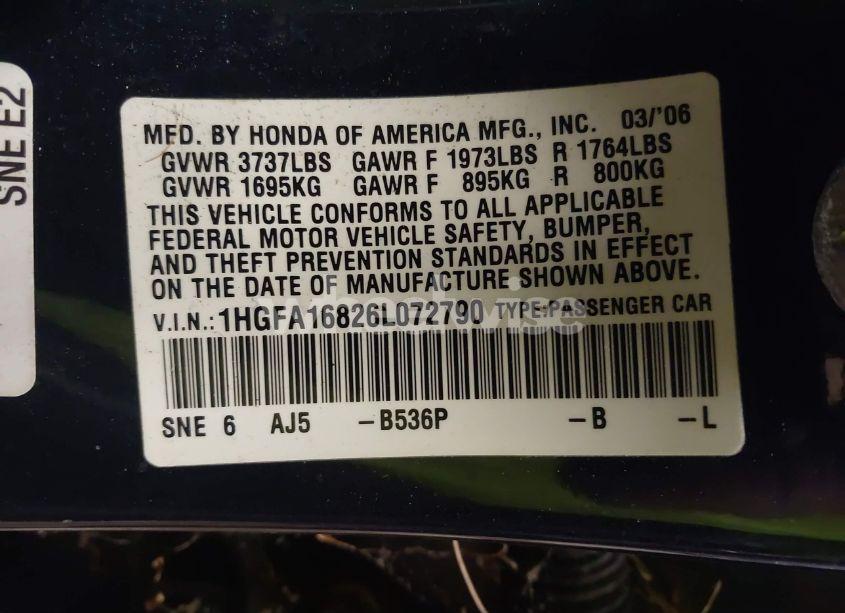 SNE E2
MFD. BY HONDA OF AMERICA MFG., INC. 03/'06
GVWR 3737LBS GAWR F 1973LBS R 1764LBS
GVWR 1695KG GAWR F 895KG R 800KG
THIS VEHICLE CONFORMS TO ALL APPLICABLE
FEDERAL MOTOR VEHICLE SAFETY, BUMPER,
AND THEFT PREVENTION STANDARDS IN EFFECT
ON THE DATE OF MANUFACTURE SHOWN ABOVE.
V.I.N.: 1HGFA16826L072790 TYPE:PASSENGER CAR
SNE 6 AJ5 -B536P -B -L